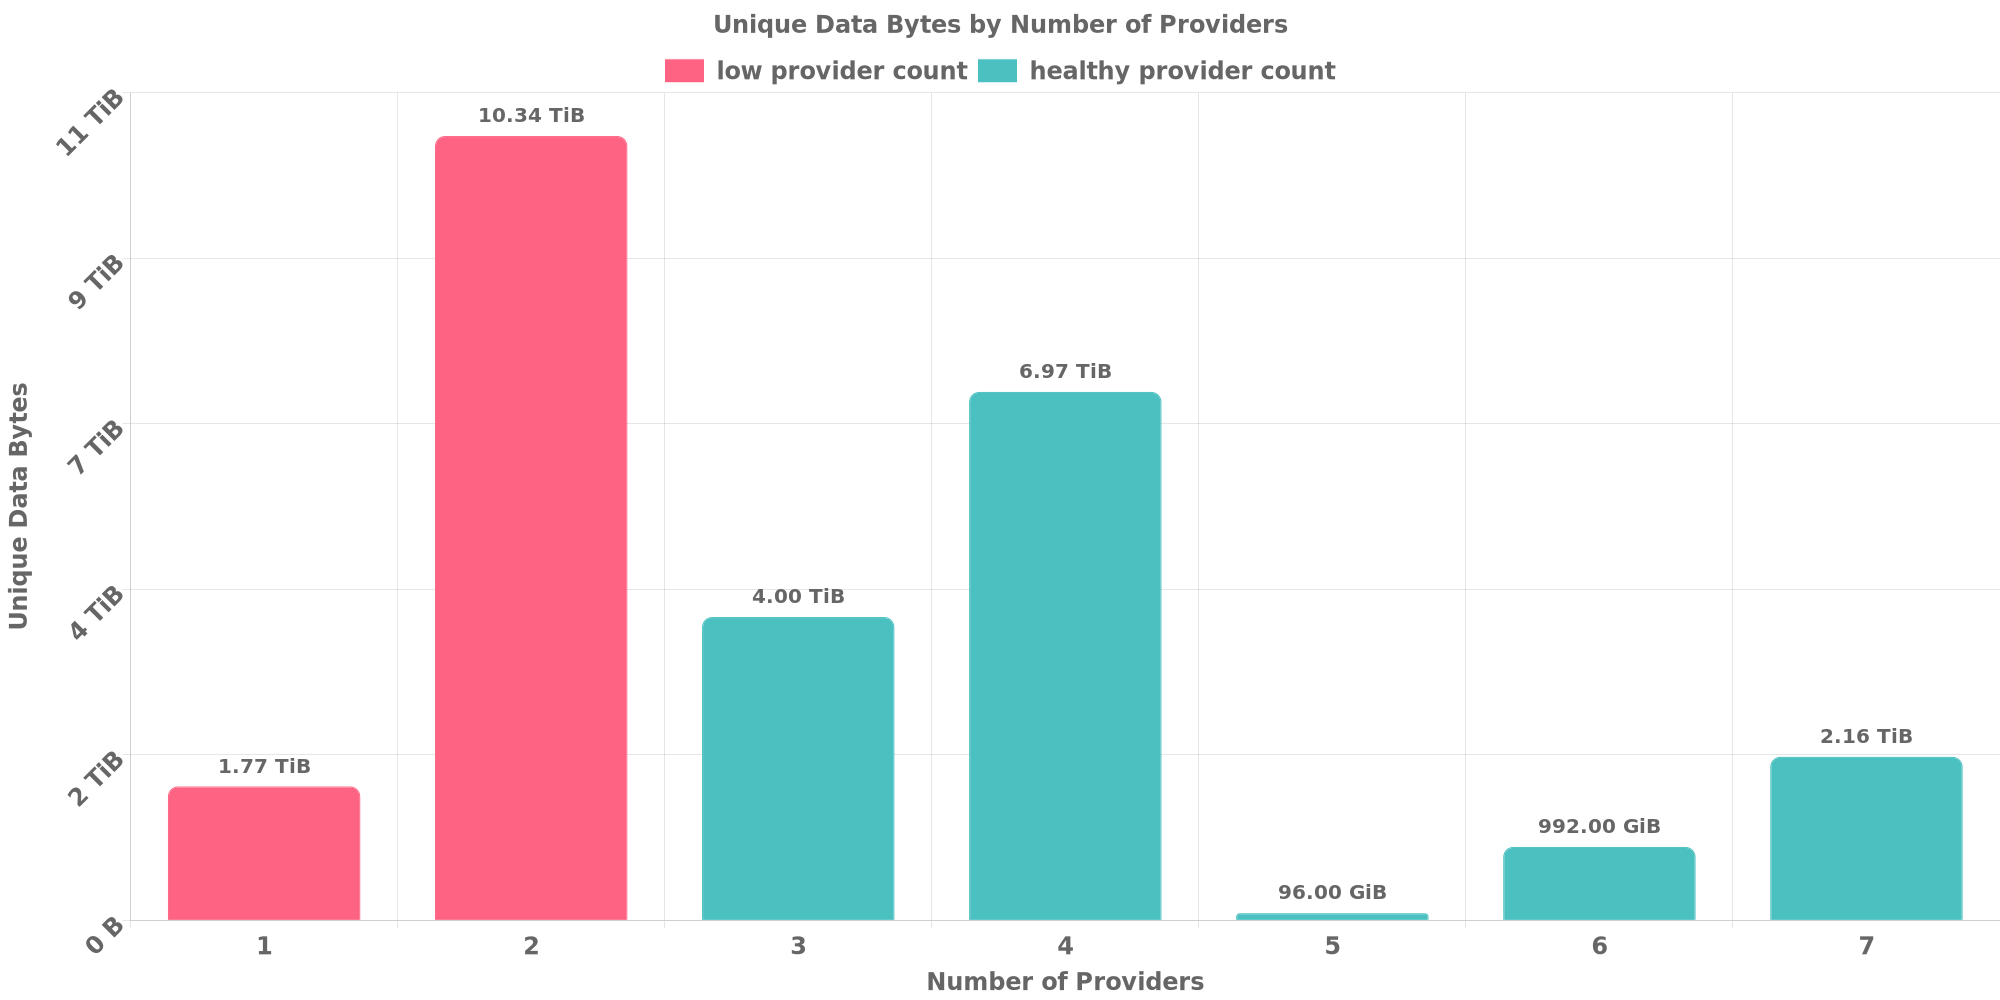 Unique Data Bytes by Number of Providers
low provider count healthy provider count
11 TiB
9 TiB
7 TiB
4 TiB
2 TiB
0 B
Unique Data Bytes
1.77 TiB
10.34 TiB
4.00 TiB
6.97 TiB
96.00 GiB
992.00 GiB
2.16 TiB
1 2 3 4 5 6 7
Number of Providers